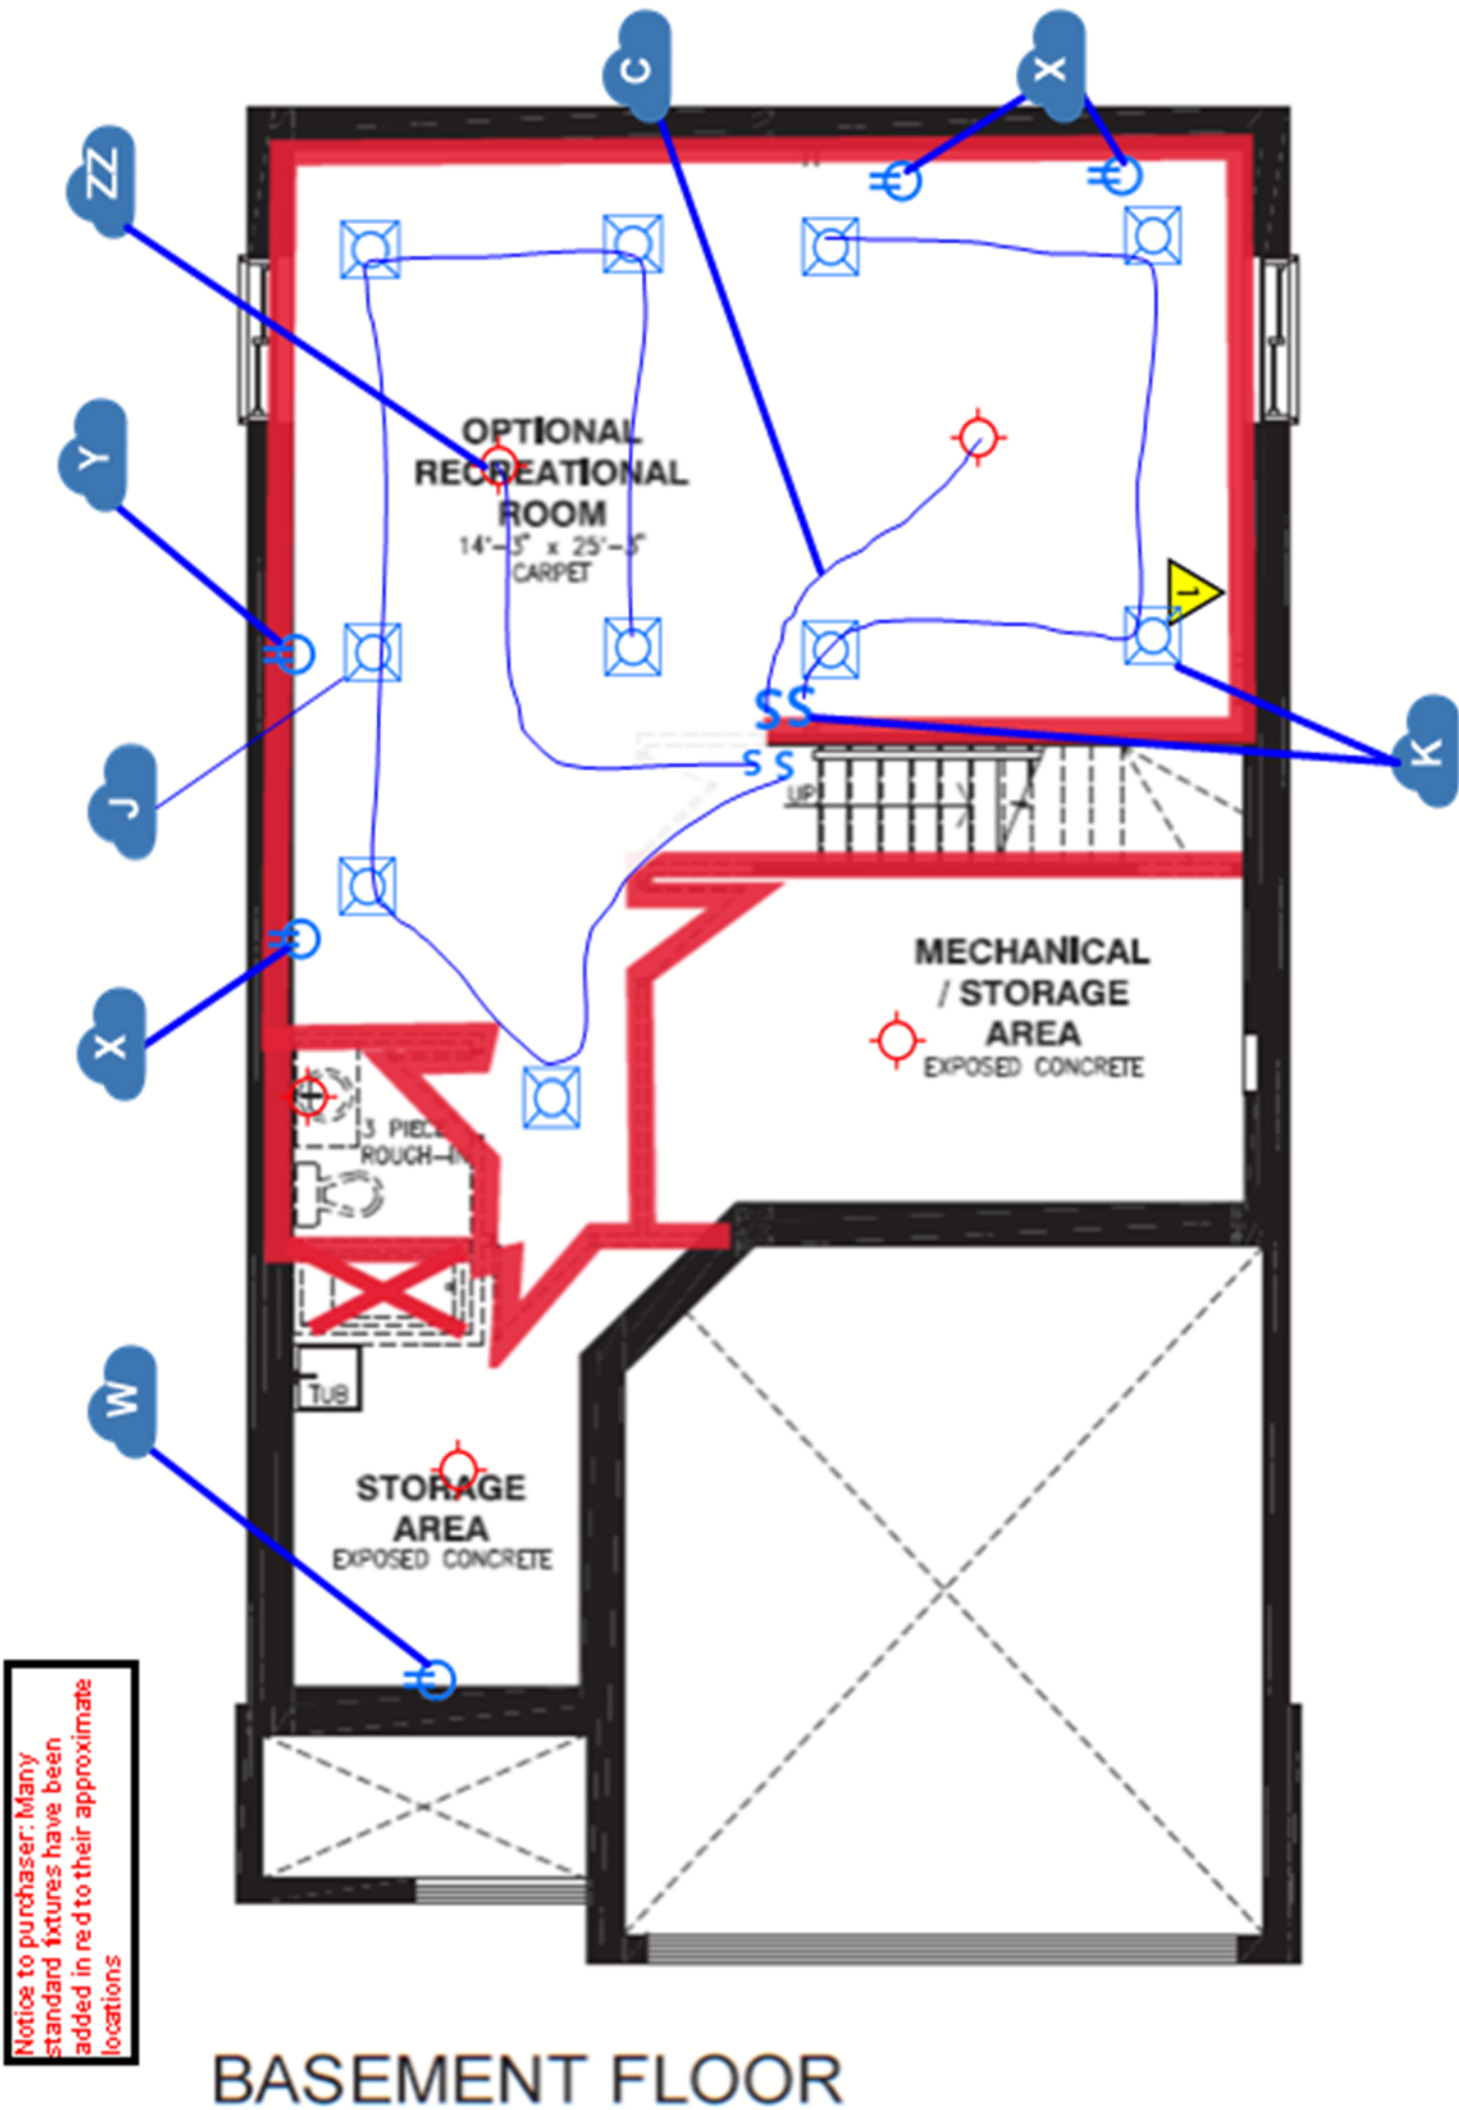 C
X
ZZ
OPTIONAL
RECREATIONAL
ROOM
14'-3" x 25'-3"
CARPET
Y
1
J
K
S S
S S
UP
MECHANICAL
/ STORAGE
AREA
EXPOSED CONCRETE
X
3 PIECE
ROUGH-IN
TUB
W
STORAGE
AREA
EXPOSED CONCRETE
Notice to purchaser: Many
standard fixtures have been
added in red to their approximate
locations
BASEMENT FLOOR